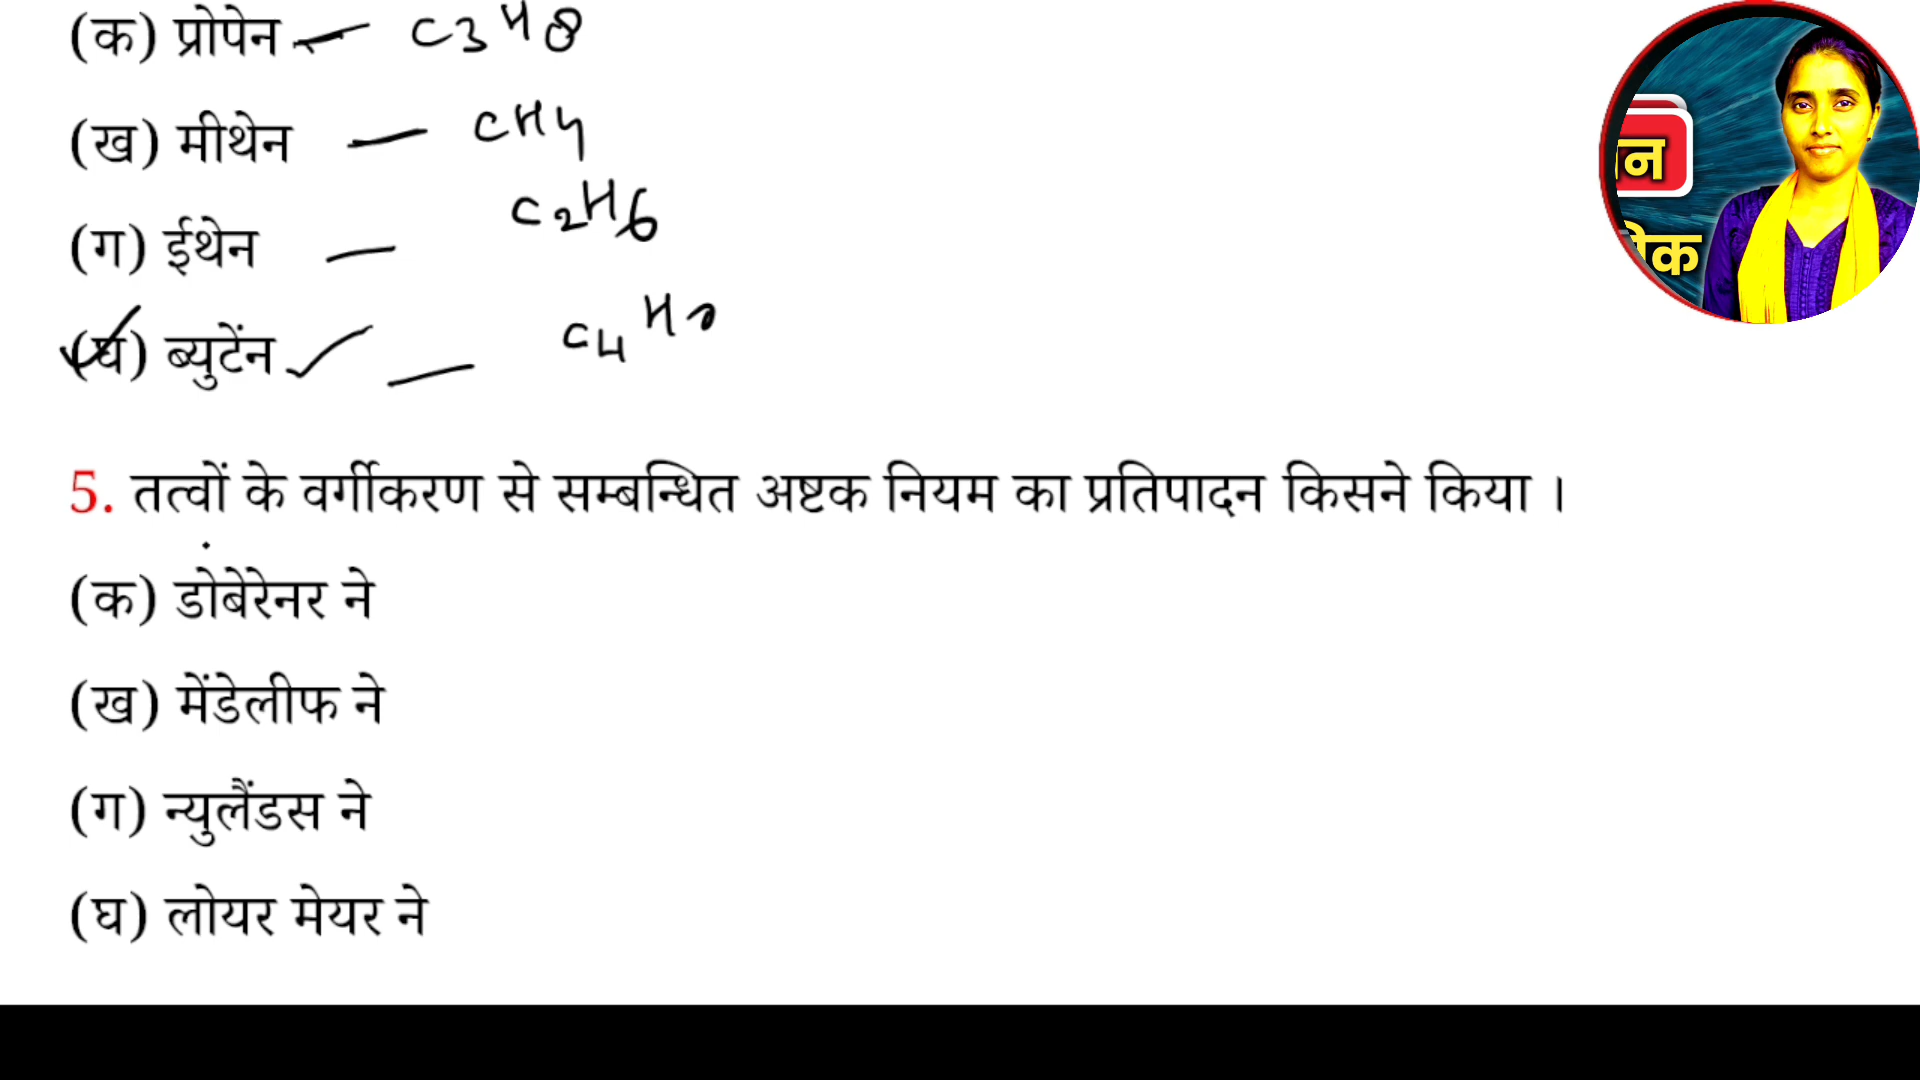 (क) प्रोपेन — C3H8
(ख) मीथेन — CH4
(ग) ईथेन — C2H6
(घ) ब्युटेंन —
5. तत्वों के वर्गीकरण से सम्बन्धित अष्टक नियम का प्रतिपादन किसने किया ।
(क) डोबेरेनर ने
(ख) मेंडेलीफ ने
(ग) न्युलैंडस ने
(घ) लोयर मेयर ने